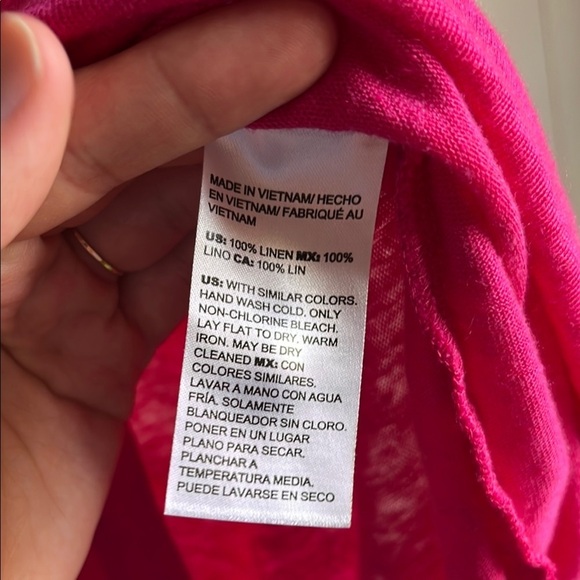 MADE IN VIETNAM/ HECHO
EN VIETNAM/ FABRIQUÉ AU
VIETNAM
US: 100% LINEN MX: 100%
LINO CA: 100% LIN
US: WITH SIMILAR COLORS.
HAND WASH COLD. ONLY
NON-CHLORINE BLEACH.
LAY FLAT TO DRY. WARM
IRON. MAY BE DRY
CLEANED MX: CON
COLORES SIMILARES.
LAVAR A MANO CON AGUA
FRÍA. SOLAMENTE
BLANQUEADOR SIN CLORO.
PONER EN UN LUGAR
PLANO PARA SECAR.
PLANCHAR A
TEMPERATURA MEDIA.
PUEDE LAVARSE EN SECO